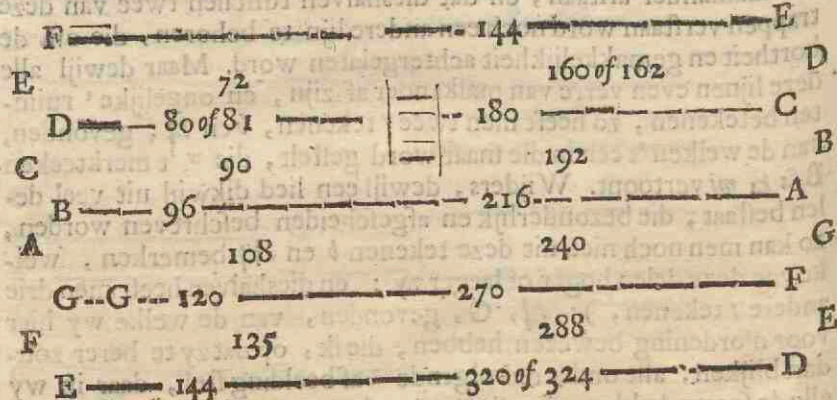 F 144 E
E 72 160 of 162 D
D 80 of 81 180 C
C 90 192 B
B 96 216 A
A 108 240 G
G--G--- 120 270 F
F 135 288 E
E 144 320 of 324 D